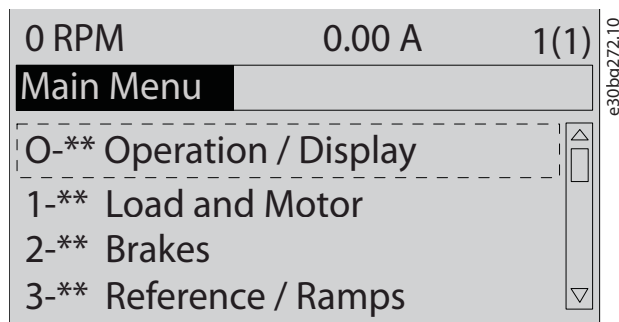 0 RPM 0.00 A 1(1)
Main Menu
O-** Operation / Display
1-** Load and Motor
2-** Brakes
3-** Reference / Ramps
e30bg272.10